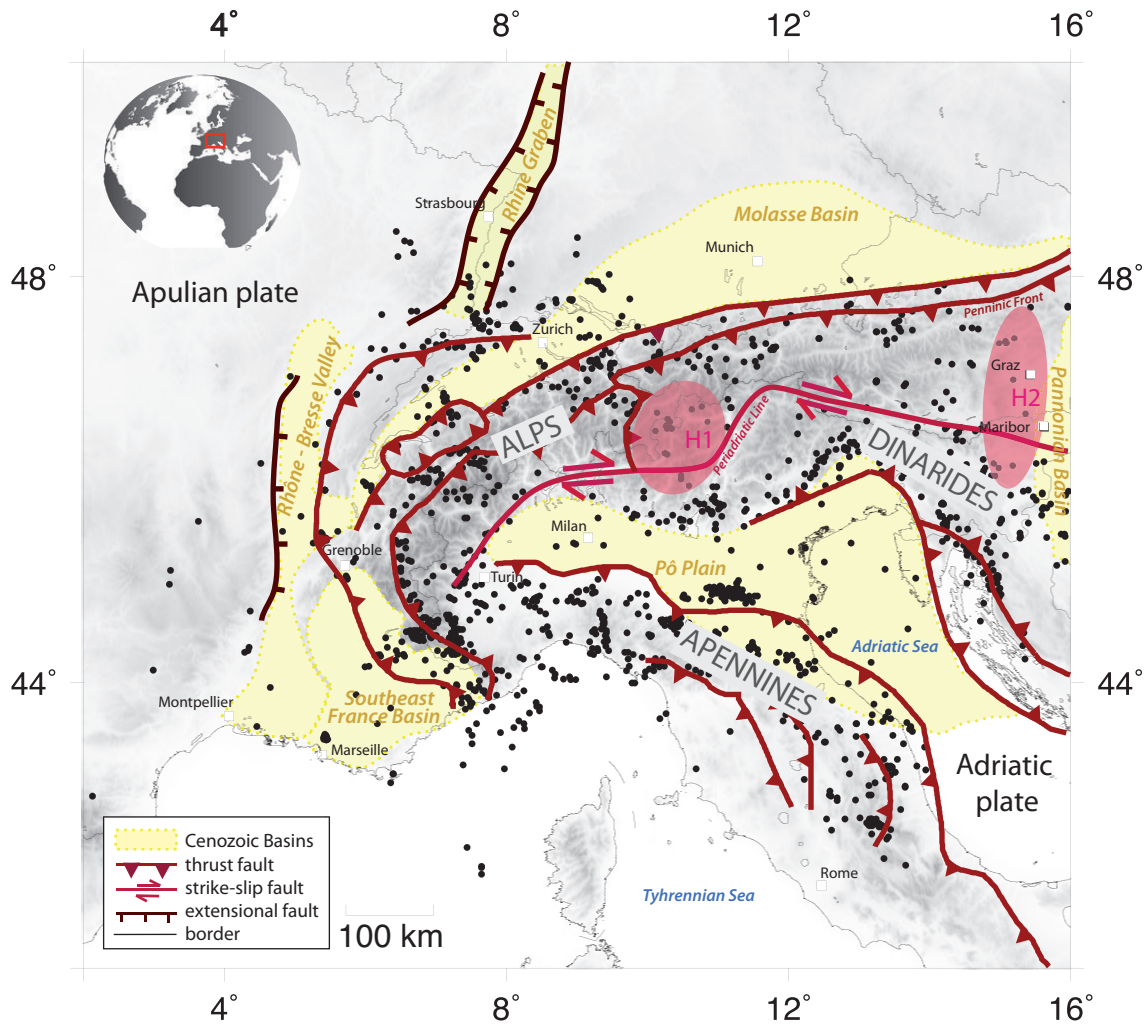 4°
8°
12°
16°
Rhine Graben
Strasbourg
Molasse Basin
Munich
48°
48°
Apulian plate
Penninic Front
Zurich
Rhône - Bresse Valley
Graz
Pannonian Basin
H2
ALPS
H1
Periadriatic Line
Maribor
DINARIDES
Milan
Grenoble
Turin
Pô Plain
APENNINES
Adriatic Sea
44°
44°
Montpellier
Southeast
France Basin
Marseille
Adriatic
plate
Cenozoic Basins
thrust fault
strike-slip fault
extensional fault
border
100 km
Rome
Tyhrennian Sea
4°
8°
12°
16°